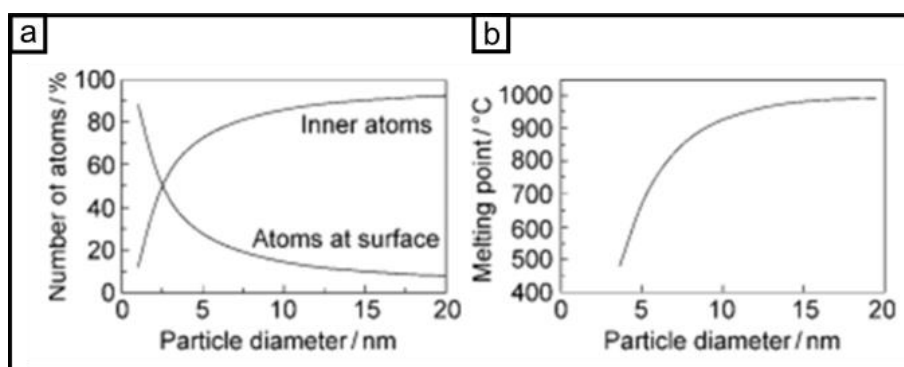 a
Number of atoms / %
100
80
60
40
20
0
Inner atoms
Atoms at surface
0 5 10 15 20
Particle diameter / nm
b
Melting point / °C
1000
900
800
700
600
500
400
0 5 10 15 20
Particle diameter / nm